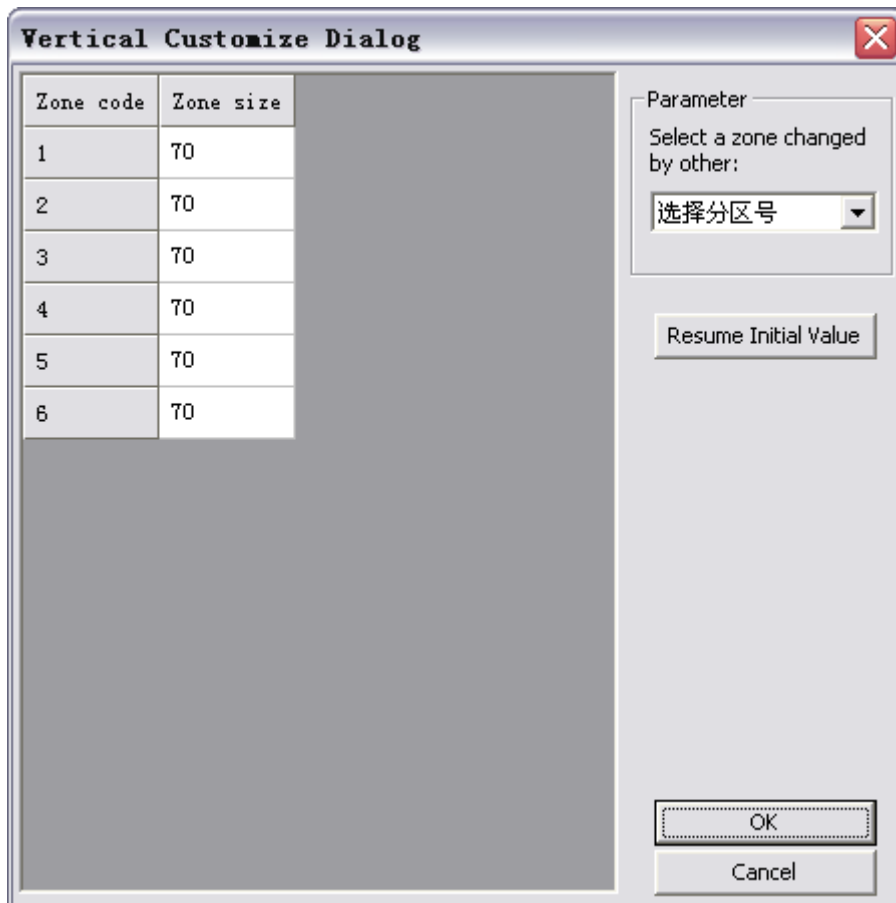 Vertical Customize Dialog
Zone code Zone size
1 70
2 70
3 70
4 70
5 70
6 70
Parameter
Select a zone changed
by other:
选择分区号
Resume Initial Value
OK
Cancel